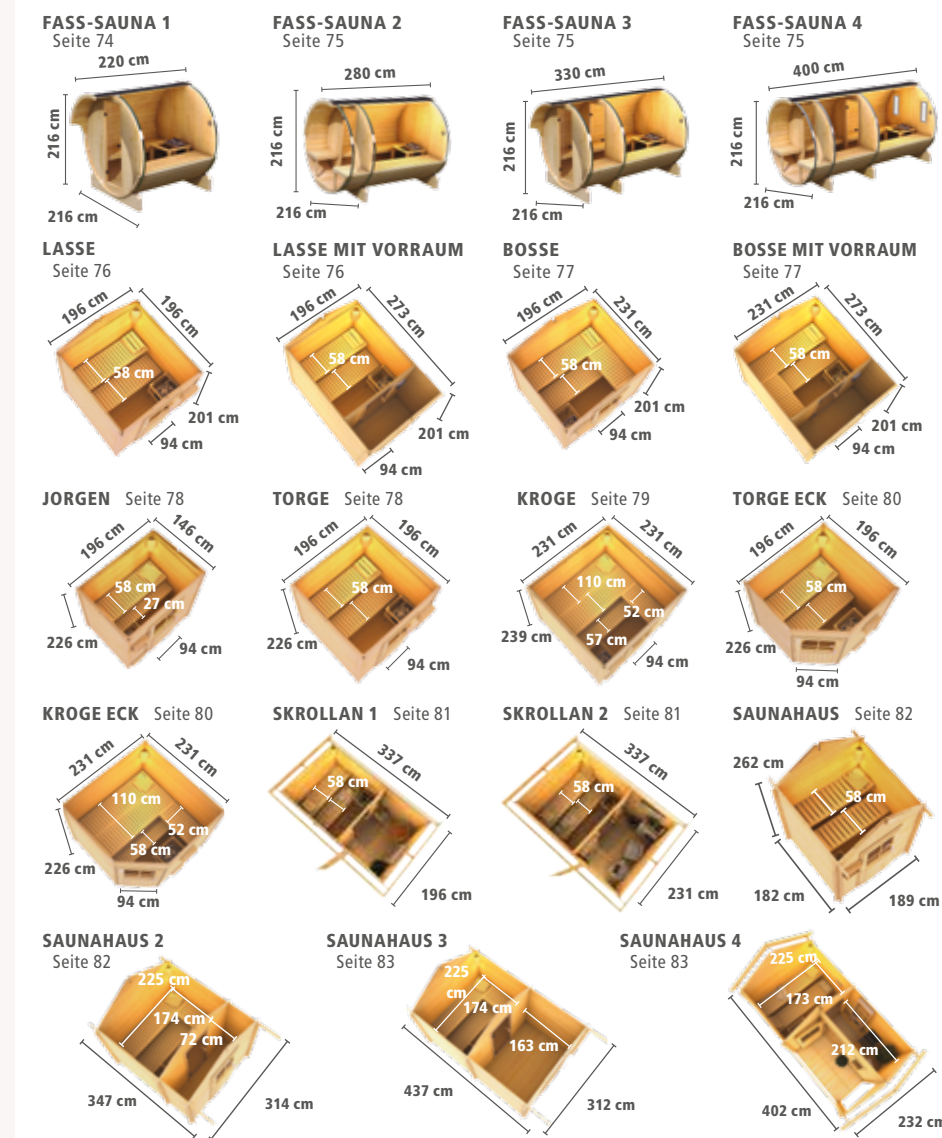 FASS-SAUNA 1
Seite 74
220 cm
216 cm
216 cm
FASS-SAUNA 2
Seite 75
280 cm
216 cm
216 cm
FASS-SAUNA 3
Seite 75
330 cm
216 cm
216 cm
FASS-SAUNA 4
Seite 75
400 cm
216 cm
216 cm
LASSE
Seite 76
196 cm
196 cm
58 cm
201 cm
94 cm
LASSE MIT VORRAUM
Seite 76
196 cm
273 cm
58 cm
201 cm
94 cm
BOSSE
Seite 77
196 cm
231 cm
58 cm
201 cm
94 cm
BOSSE MIT VORRAUM
Seite 77
231 cm
273 cm
58 cm
201 cm
94 cm
JORGEN Seite 78
196 cm
146 cm
58 cm
27 cm
226 cm
94 cm
TORGE Seite 78
196 cm
196 cm
58 cm
226 cm
94 cm
KROGE Seite 79
231 cm
231 cm
110 cm
52 cm
57 cm
239 cm
94 cm
TORGE ECK Seite 80
196 cm
196 cm
58 cm
226 cm
94 cm
KROGE ECK Seite 80
231 cm
231 cm
110 cm
52 cm
58 cm
226 cm
94 cm
SKROLLAN 1 Seite 81
337 cm
58 cm
196 cm
SKROLLAN 2 Seite 81
337 cm
58 cm
231 cm
SAUNAHAUS Seite 82
262 cm
58 cm
182 cm
189 cm
SAUNAHAUS 2
Seite 82
225 cm
174 cm
72 cm
347 cm
314 cm
SAUNAHAUS 3
Seite 83
225
cm
174 cm
163 cm
437 cm
312 cm
SAUNAHAUS 4
Seite 83
225 cm
173 cm
212 cm
402 cm
232 cm